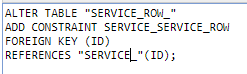 ALTER TABLE "SERVICE_ROW_"
ADD CONSTRAINT SERVICE_SERVICE_ROW
FOREIGN KEY (ID)
REFERENCES "SERVICE_"(ID);